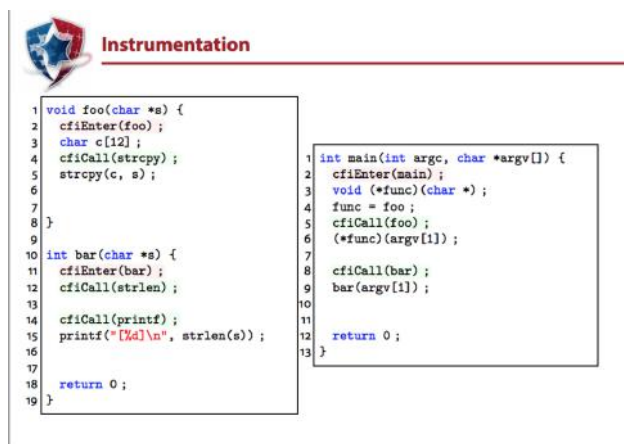 Instrumentation
1 void foo(char *s) {
2 cfiEnter(foo) ;
3 char c[12] ;
4 cfiCall(strcpy) ;
5 strcpy(c, s) ;
6
7
8 }
9
10 int bar(char *s) {
11 cfiEnter(bar) ;
12 cfiCall(strlen) ;
13
14 cfiCall(printf) ;
15 printf("[%d]\n", strlen(s)) ;
16
17
18 return 0 ;
19 }
1 int main(int argc, char *argv[]) {
2 cfiEnter(main) ;
3 void (*func)(char *) ;
4 func = foo ;
5 cfiCall(foo) ;
6 (*func)(argv[1]) ;
7
8 cfiCall(bar) ;
9 bar(argv[1]) ;
10
11
12 return 0 ;
13 }